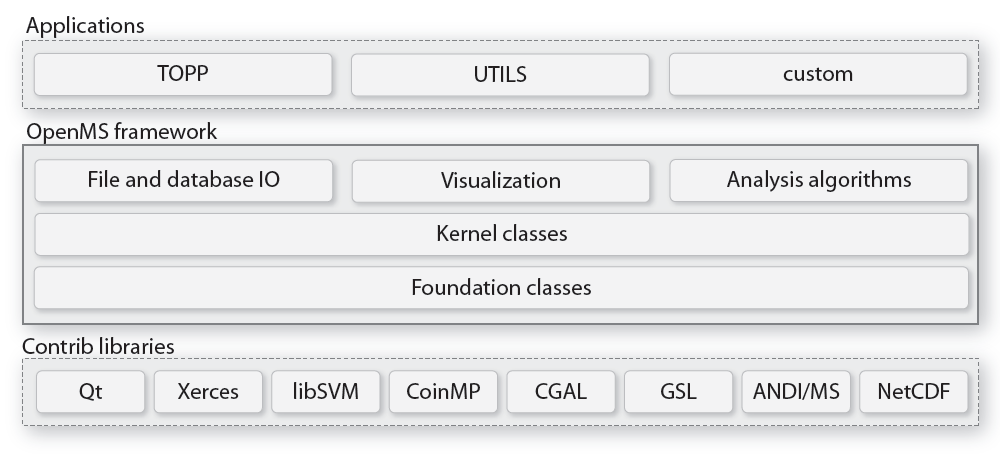 Applications
TOPP
UTILS
custom
OpenMS framework
File and database IO
Visualization
Analysis algorithms
Kernel classes
Foundation classes
Contrib libraries
Qt
Xerces
libSVM
CoinMP
CGAL
GSL
ANDI/MS
NetCDF